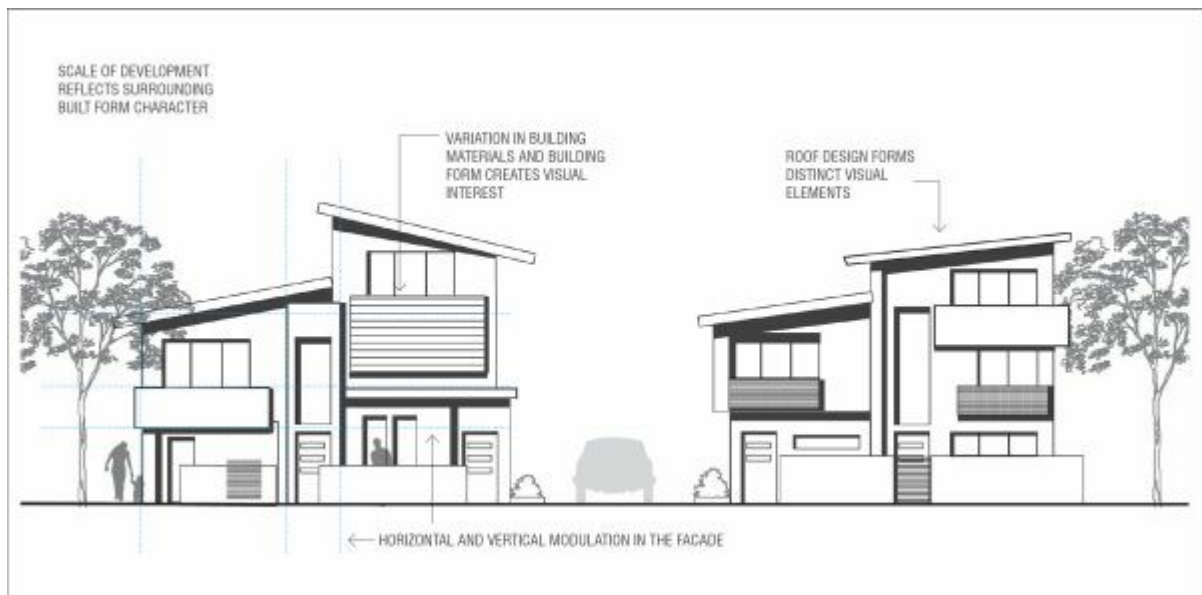 SCALE OF DEVELOPMENT
REFLECTS SURROUNDING
BUILT FORM CHARACTER
VARIATION IN BUILDING
MATERIALS AND BUILDING
FORM CREATES VISUAL
INTEREST
ROOF DESIGN FORMS
DISTINCT VISUAL
ELEMENTS
HORIZONTAL AND VERTICAL MODULATION IN THE FACADE